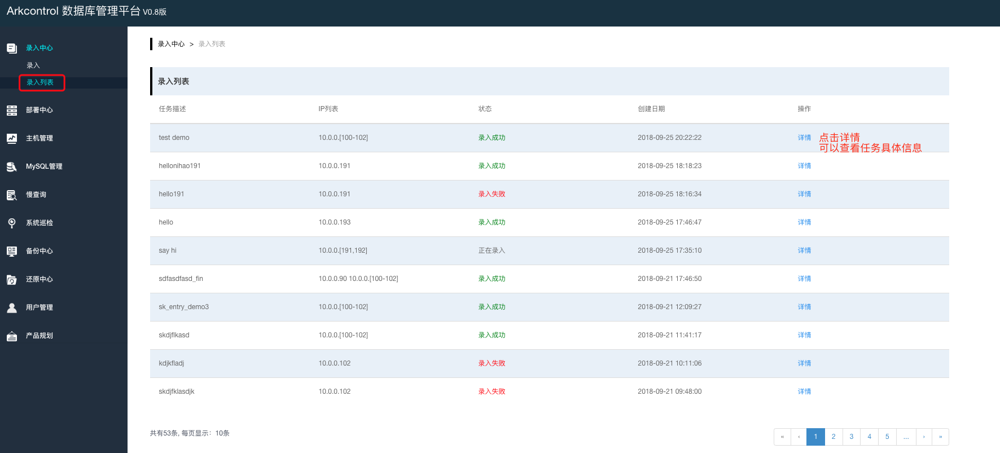 Arkcontrol 数据库管理平台 V0.8版
录入中心
录入
录入列表
部署中心
主机管理
MySQL管理
慢查询
系统巡检
备份中心
还原中心
用户管理
产品规划
录入中心 > 录入列表
录入列表
任务描述 IP列表 状态 创建日期 操作
test demo 10.0.0.[100-102] 录入成功 2018-09-25 20:22:22 详情 点击详情
可以查看任务具体信息
hellonihao191 10.0.0.191 录入成功 2018-09-25 18:18:23 详情
hello191 10.0.0.191 录入失败 2018-09-25 18:16:34 详情
hello 10.0.0.193 录入成功 2018-09-25 17:46:47 详情
say hi 10.0.0.[191,192] 正在录入 2018-09-25 17:35:10 详情
sdfasdfasd_fin 10.0.0.90 10.0.0.[100-102] 录入成功 2018-09-21 17:46:50 详情
sk_entry_demo3 10.0.0.[100-102] 录入成功 2018-09-21 12:09:27 详情
skdjflkasd 10.0.0.[100-102] 录入成功 2018-09-21 11:41:17 详情
kdjkfladj 10.0.0.102 录入失败 2018-09-21 10:11:06 详情
skdjfklasdjk 10.0.0.102 录入失败 2018-09-21 09:48:00 详情
共有53条, 每页显示：10条
« ‹ 1 2 3 4 5 ... › »